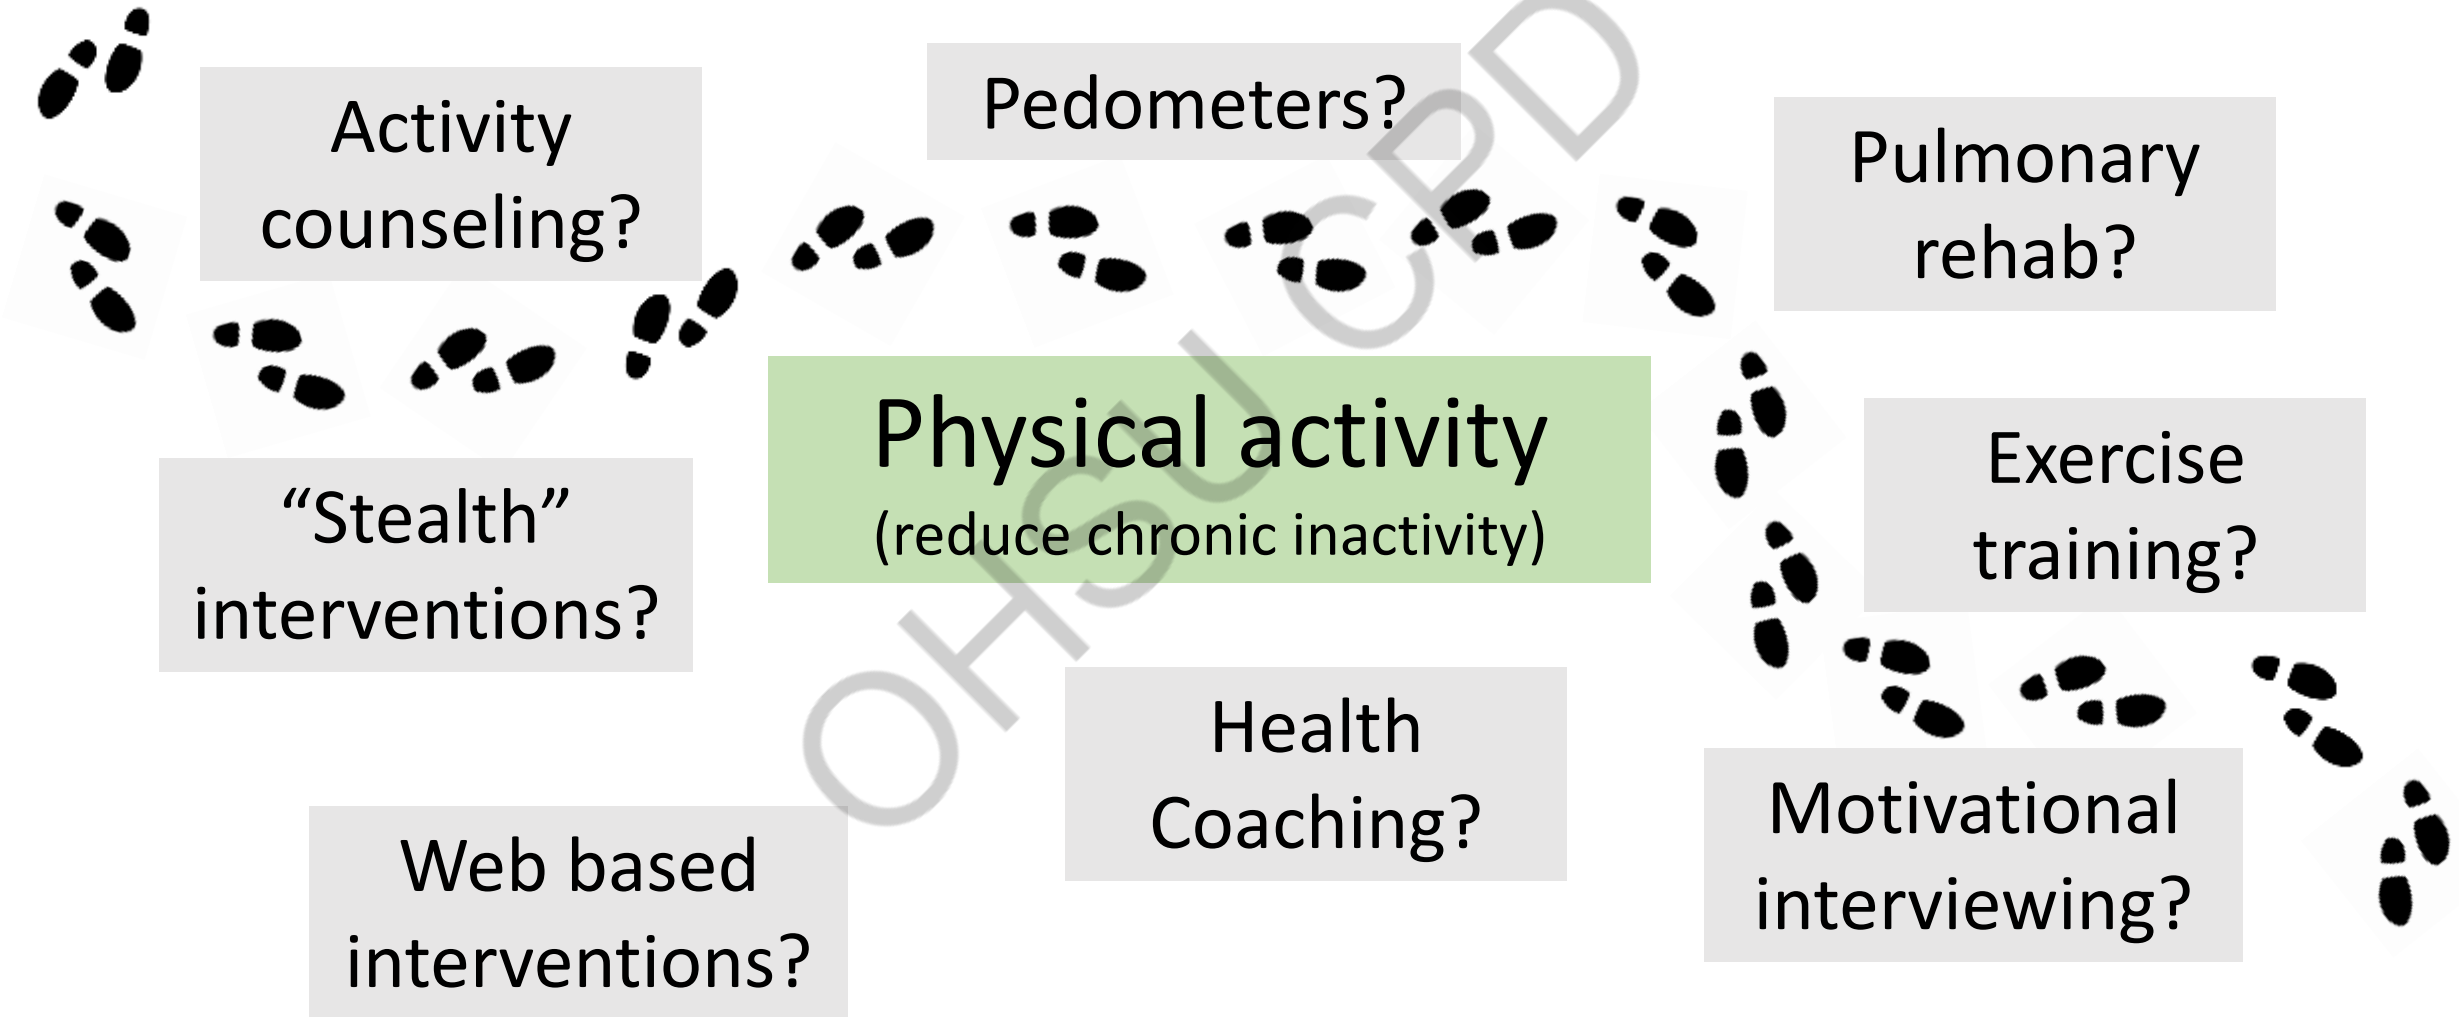 Activity
counseling?
Pedometers?
Pulmonary
rehab?
Physical activity
(reduce chronic inactivity)
“Stealth”
interventions?
Exercise
training?
Health
Coaching?
Motivational
interviewing?
Web based
interventions?
OHSU CPD